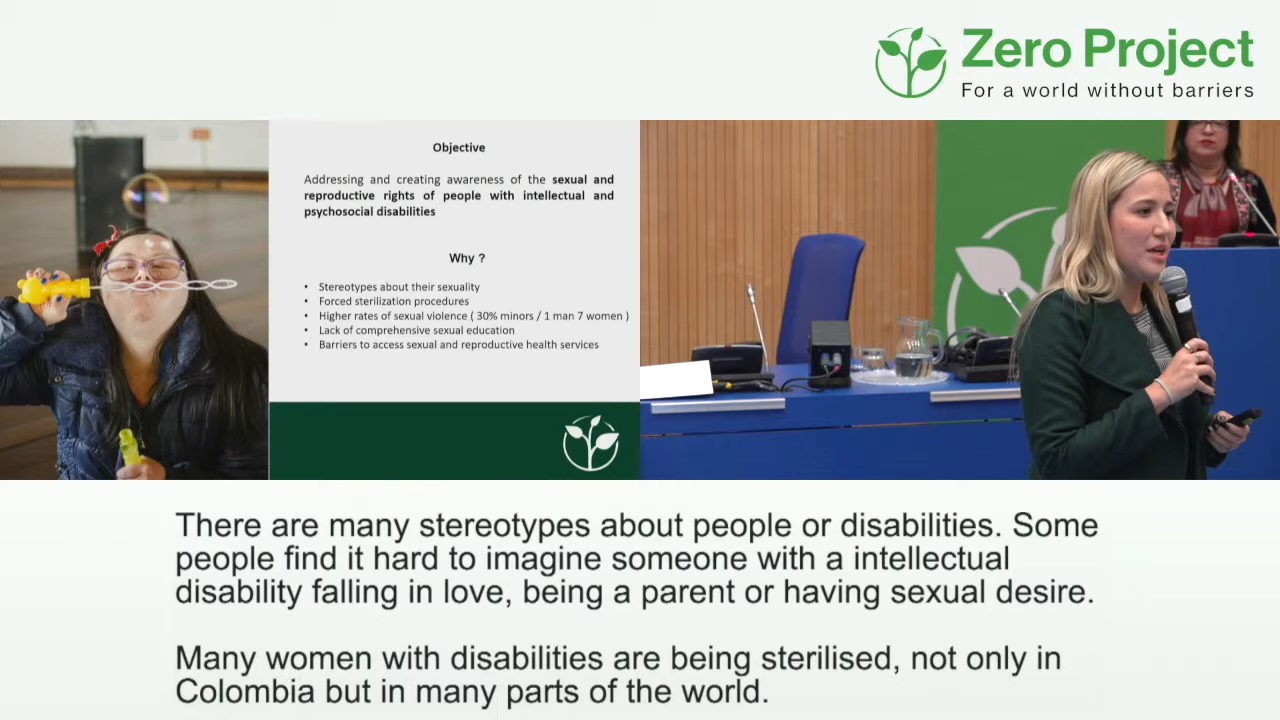 Zero Project
For a world without barriers
Objective
Addressing and creating awareness of the sexual and
reproductive rights of people with intellectual and
psychosocial disabilities
Why ?
• Stereotypes about their sexuality
• Forced sterilization procedures
• Higher rates of sexual violence ( 30% minors / 1 man 7 women )
• Lack of comprehensive sexual education
• Barriers to access sexual and reproductive health services
There are many stereotypes about people or disabilities. Some
people find it hard to imagine someone with a intellectual
disability falling in love, being a parent or having sexual desire.
Many women with disabilities are being sterilised, not only in
Colombia but in many parts of the world.